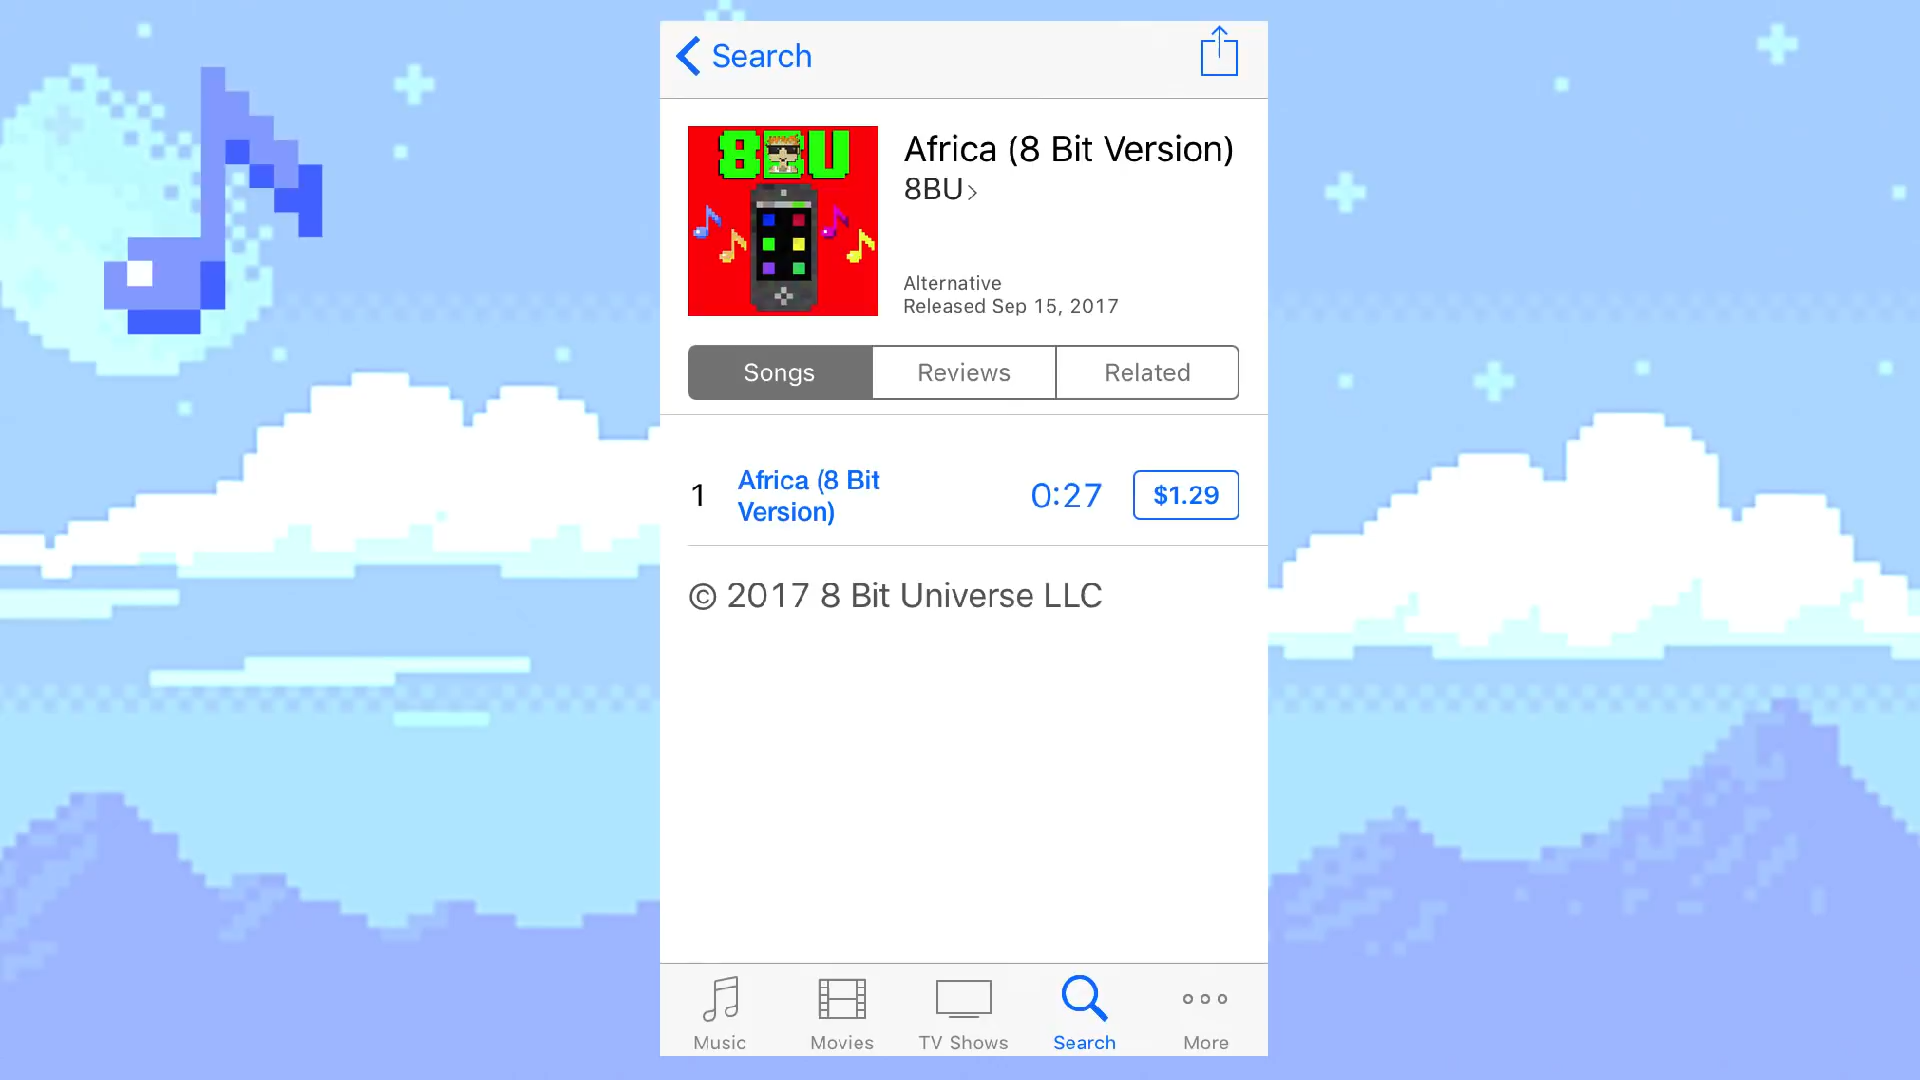 Search
8BU
Africa (8 Bit Version)
8BU
Alternative
Released Sep 15, 2017
Songs
Reviews
Related
1
Africa (8 Bit
Version)
0:27
$1.29
© 2017 8 Bit Universe LLC
Music
Movies
TV Shows
Search
More